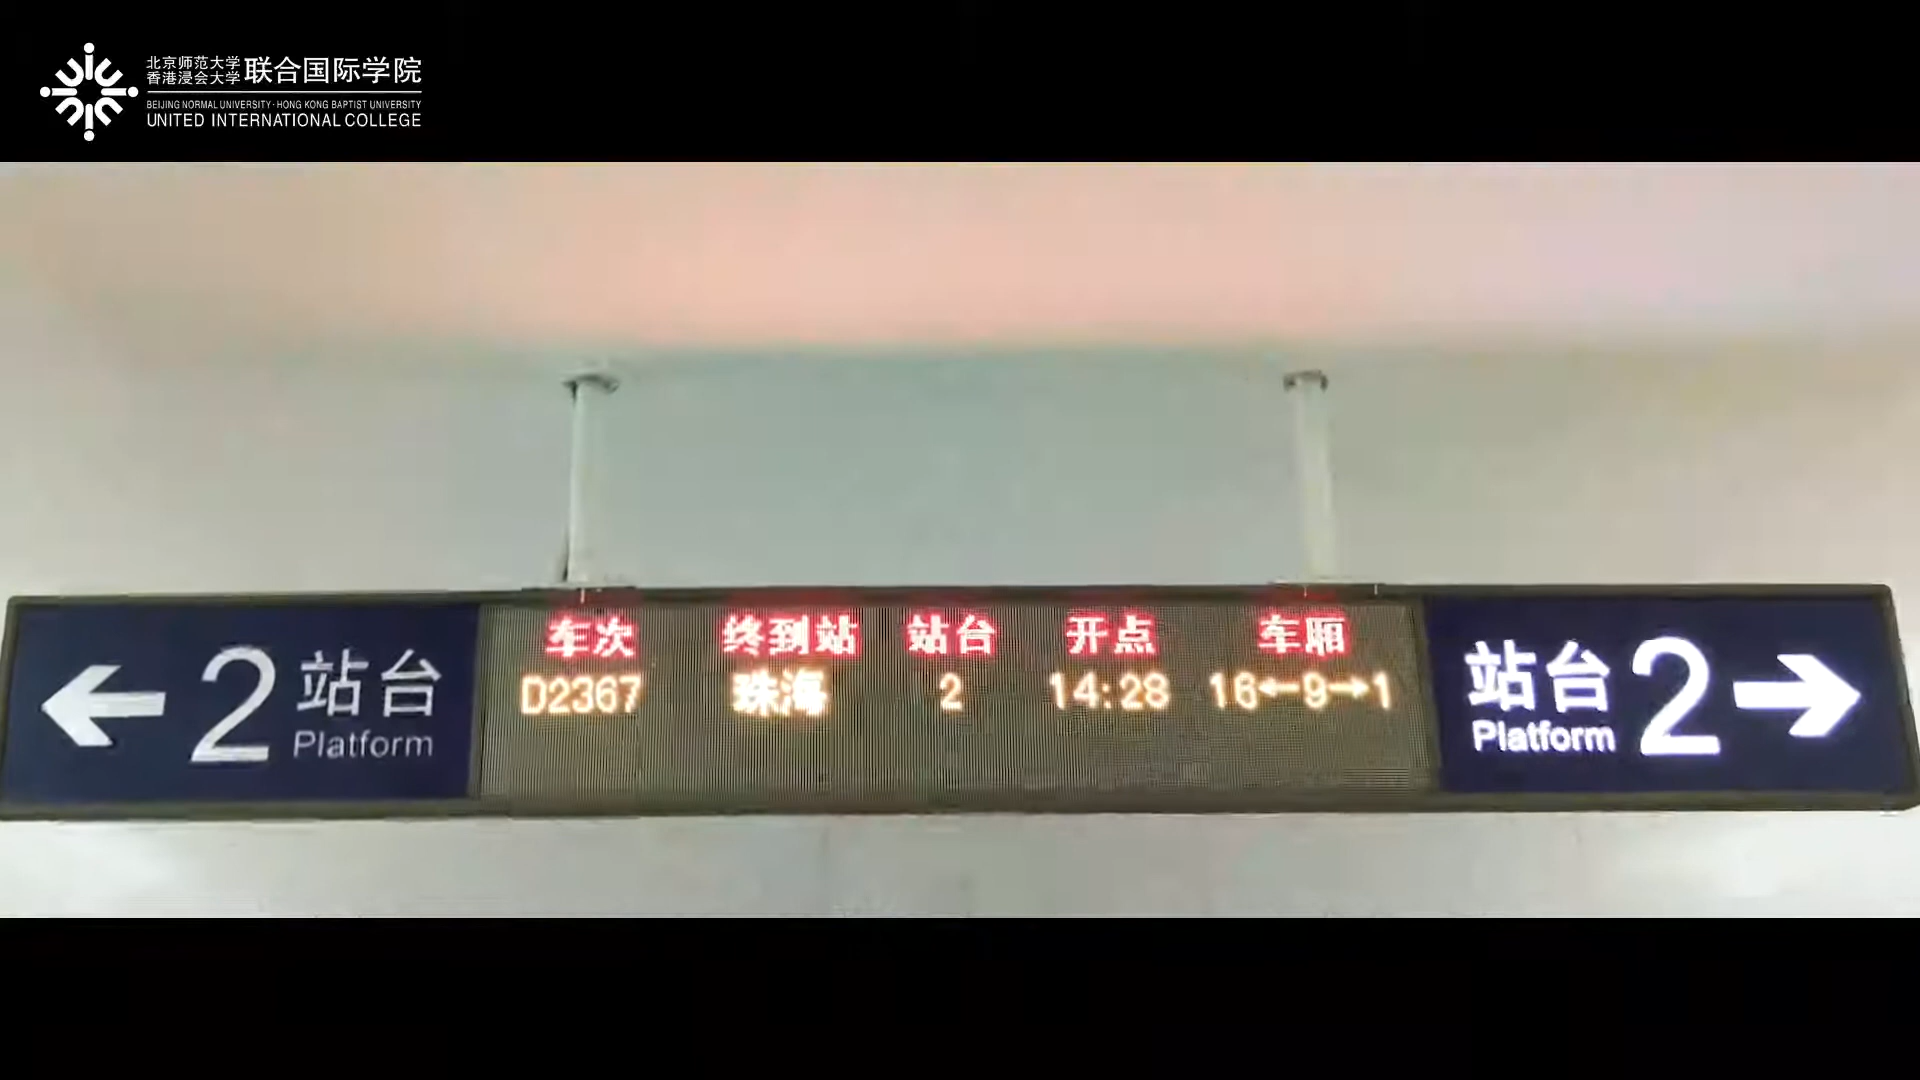 北京师范大学
香港浸会大学
联合国际学院
BEIJING NORMAL UNIVERSITY · HONG KONG BAPTIST UNIVERSITY
UNITED INTERNATIONAL COLLEGE
← 2 站台
Platform
车次 终到站 站台 开点 车厢
D2367 珠海 2 14:28 16←9→1
站台 2 →
Platform